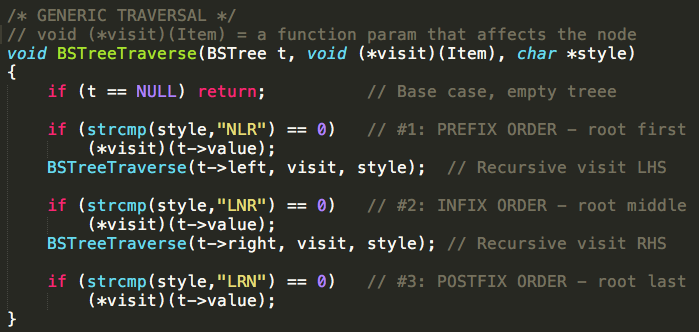 /* GENERIC TRAVERSAL */
// void (*visit)(Item) = a function param that affects the node
void BSTreeTraverse(BSTree t, void (*visit)(Item), char *style)
{
    if (t == NULL) return;           // Base case, empty treee
    if (strcmp(style,"NLR") == 0)   // #1: PREFIX ORDER – root first
        (*visit)(t->value);
    BSTreeTraverse(t->left, visit, style);  // Recursive visit LHS
    if (strcmp(style,"LNR") == 0)   // #2: INFIX ORDER – root middle
        (*visit)(t->value);
    BSTreeTraverse(t->right, visit, style); // Recursive visit RHS
    if (strcmp(style,"LRN") == 0)   // #3: POSTFIX ORDER – root last
        (*visit)(t->value);
}